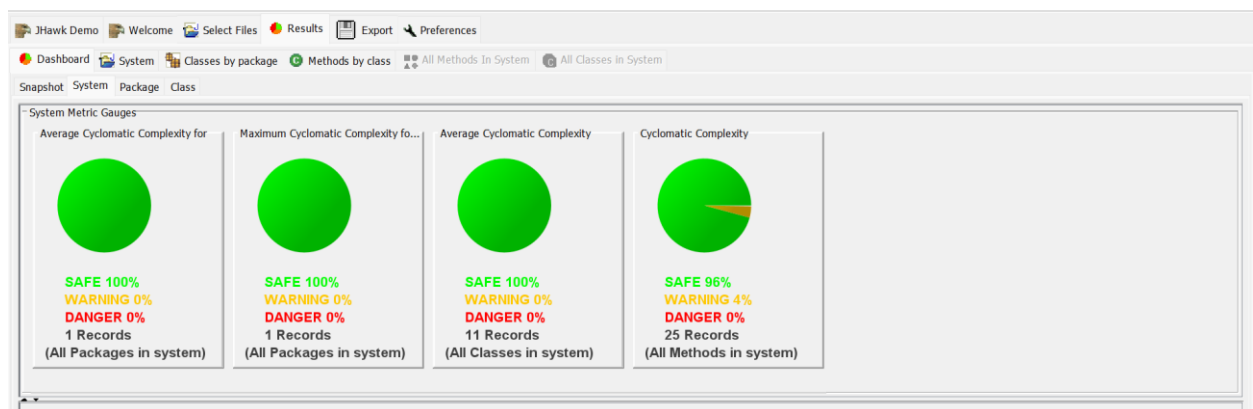 JHawk Demo Welcome Select Files Results Export Preferences
Dashboard System Classes by package Methods by class All Methods In System All Classes in System
Snapshot System Package Class
System Metric Gauges
Average Cyclomatic Complexity for
SAFE 100%
WARNING 0%
DANGER 0%
1 Records
(All Packages in system)
Maximum Cyclomatic Complexity fo...
SAFE 100%
WARNING 0%
DANGER 0%
1 Records
(All Packages in system)
Average Cyclomatic Complexity
SAFE 100%
WARNING 0%
DANGER 0%
11 Records
(All Classes in system)
Cyclomatic Complexity
SAFE 96%
WARNING 4%
DANGER 0%
25 Records
(All Methods in system)